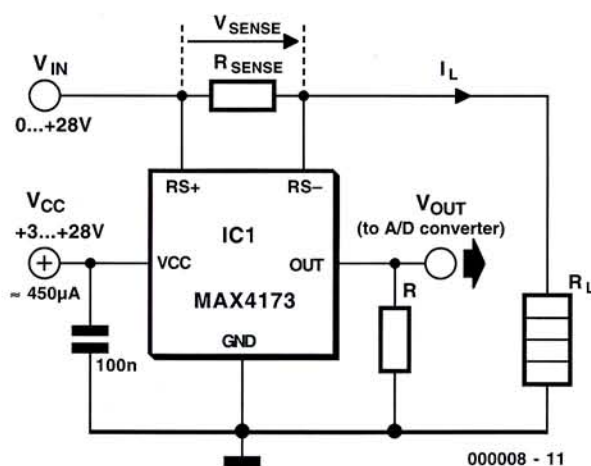 VSENSE
VIN
RSENSE
IL
0...+28V
RS+
RS–
VCC
+3...+28V
IC1
VOUT
(to A/D converter)
VCC
OUT
≈ 450µA
MAX4173
R
RL
GND
100n
000008 - 11